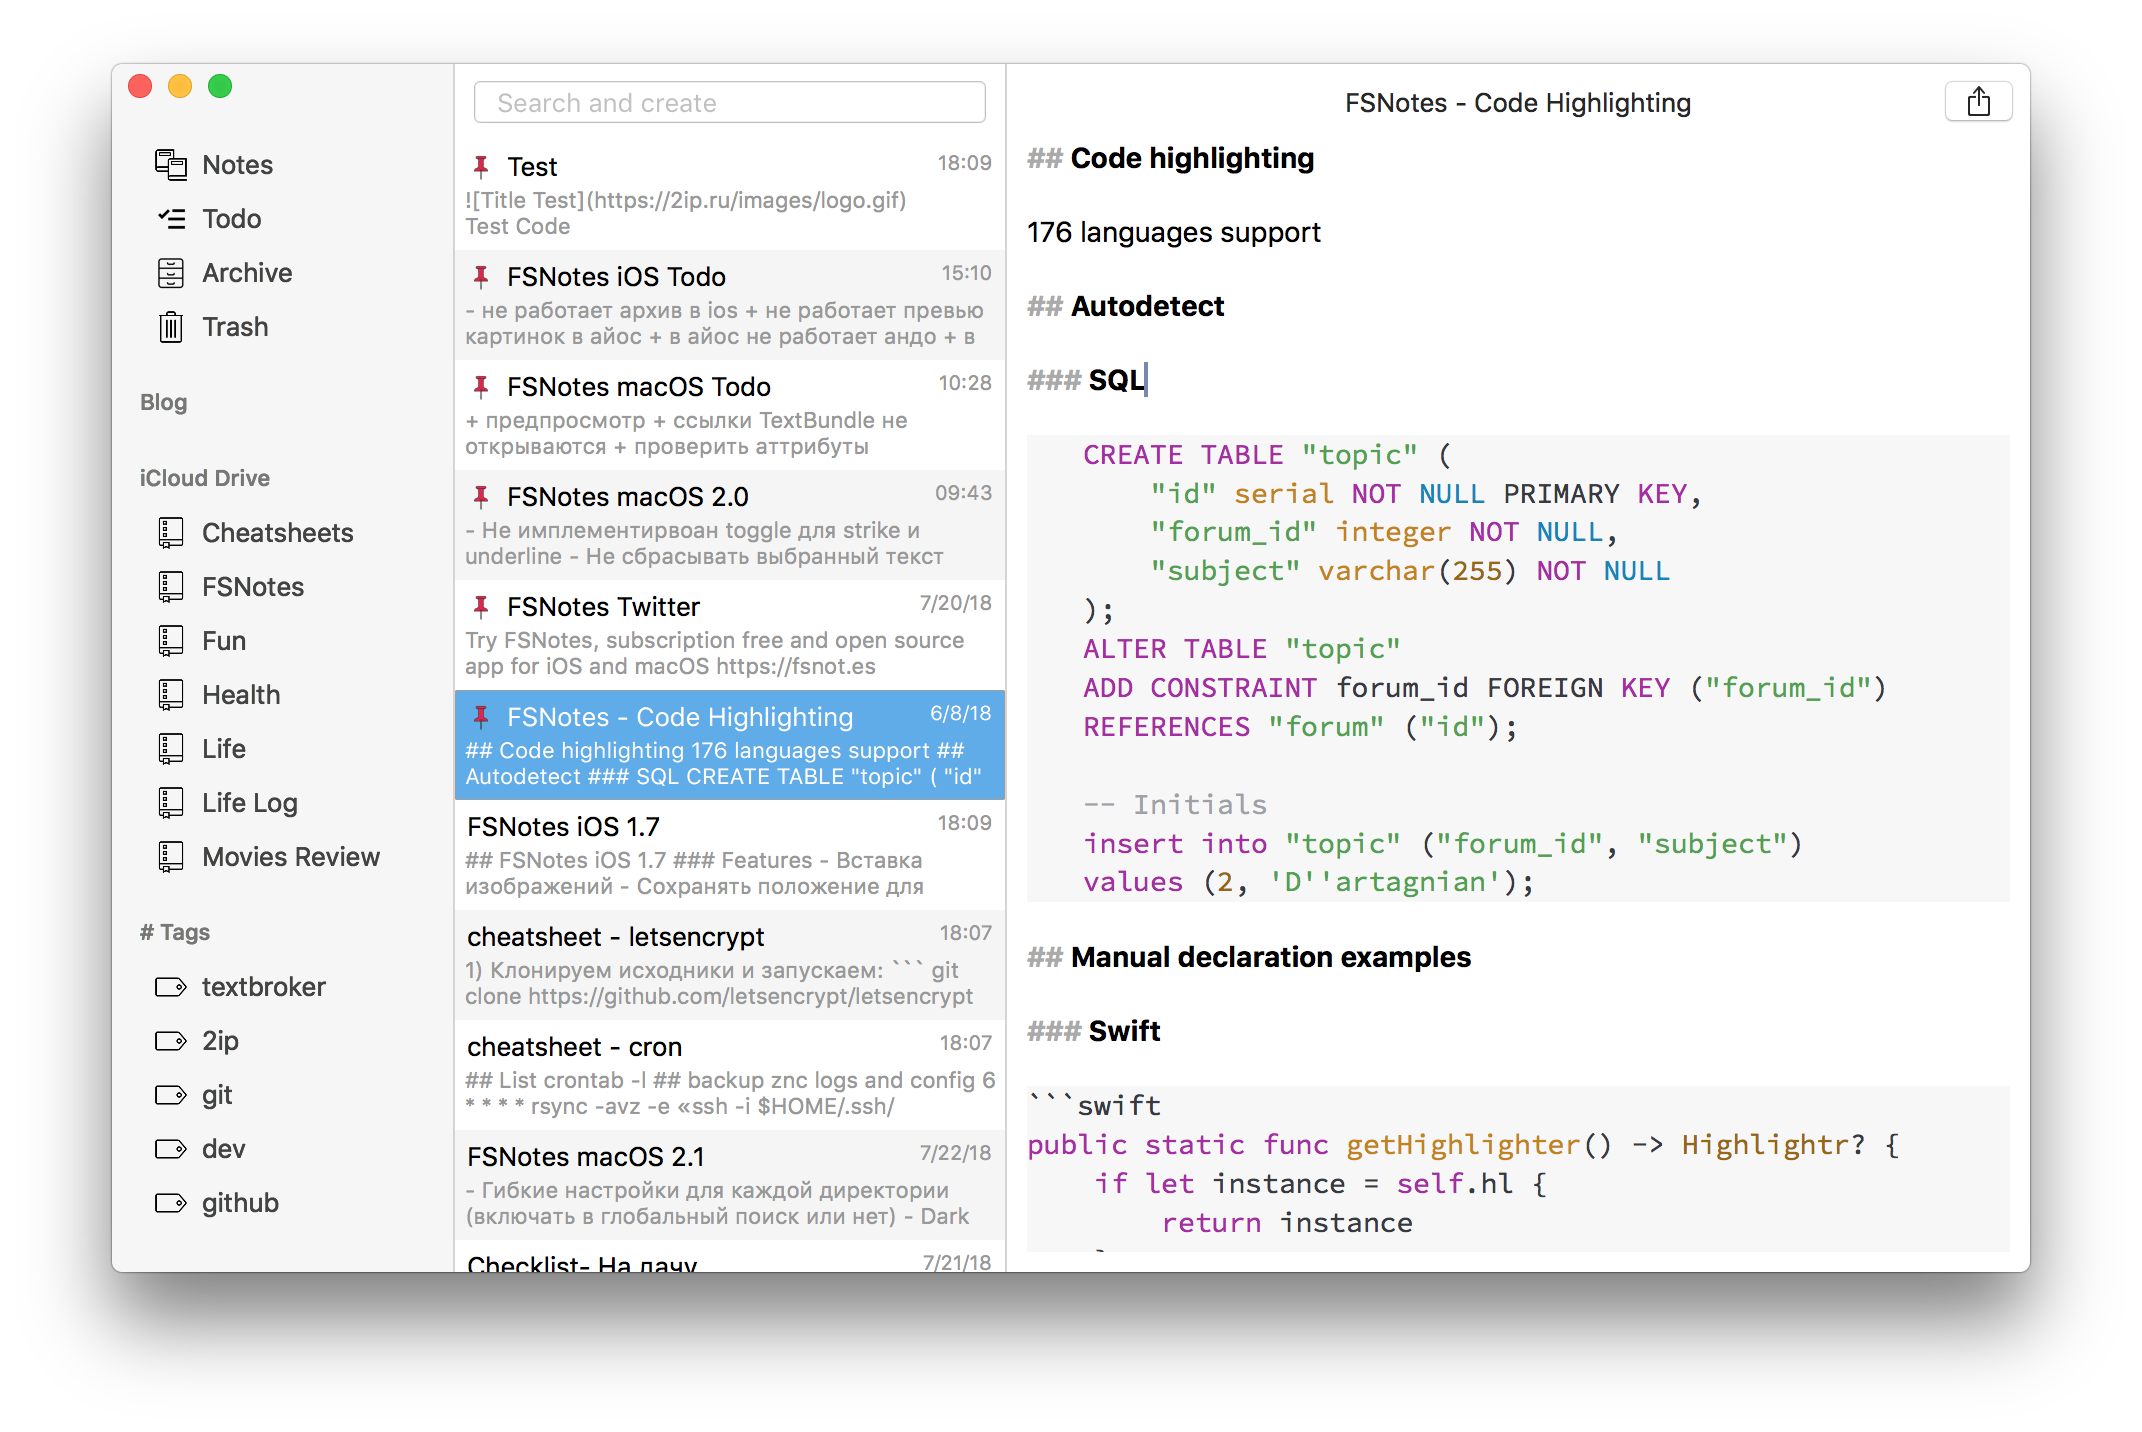 Notes
Todo
Archive
Trash
Blog
iCloud Drive
Cheatsheets
FSNotes
Fun
Health
Life
Life Log
Movies Review
# Tags
textbroker
2ip
git
dev
github
Search and create
Test 18:09
![Title Test](https://2ip.ru/images/logo.gif)
Test Code
FSNotes iOS Todo 15:10
- не работает архив в ios + не работает превью
картинок в айос + в айос не работает андо + в
FSNotes macOS Todo 10:28
+ предпросмотр + ссылки TextBundle не
открываются + проверить аттрибуты
FSNotes macOS 2.0 09:43
- Не имплементирвоан toggle для strike и
underline - Не сбрасывать выбранный текст
FSNotes Twitter 7/20/18
Try FSNotes, subscription free and open source
app for iOS and macOS https://fsnot.es
FSNotes - Code Highlighting 6/8/18
## Code highlighting 176 languages support ##
Autodetect ### SQL CREATE TABLE "topic" ( "id"
FSNotes iOS 1.7 18:09
## FSNotes iOS 1.7 ### Features - Вставка
изображений - Сохранять положение для
cheatsheet - letsencrypt 18:07
1) Клонируем исходники и запускаем: ``` git
clone https://github.com/letsencrypt/letsencrypt
cheatsheet - cron 18:07
## List crontab -l ## backup znc logs and config 6
* * * * rsync -avz -e «ssh -i $HOME/.ssh/
FSNotes macOS 2.1 7/22/18
- Гибкие настройки для каждой директории
(включать в глобальный поиск или нет) - Dark
Checklist- На дачу 7/21/18
FSNotes - Code Highlighting
## Code highlighting
176 languages support
## Autodetect
### SQL
CREATE TABLE "topic" (
"id" serial NOT NULL PRIMARY KEY,
"forum_id" integer NOT NULL,
"subject" varchar(255) NOT NULL
);
ALTER TABLE "topic"
ADD CONSTRAINT forum_id FOREIGN KEY ("forum_id")
REFERENCES "forum" ("id");
-- Initials
insert into "topic" ("forum_id", "subject")
values (2, 'D''artagnian');
## Manual declaration examples
### Swift
```swift
public static func getHighlighter() -> Highlightr? {
if let instance = self.hl {
return instance